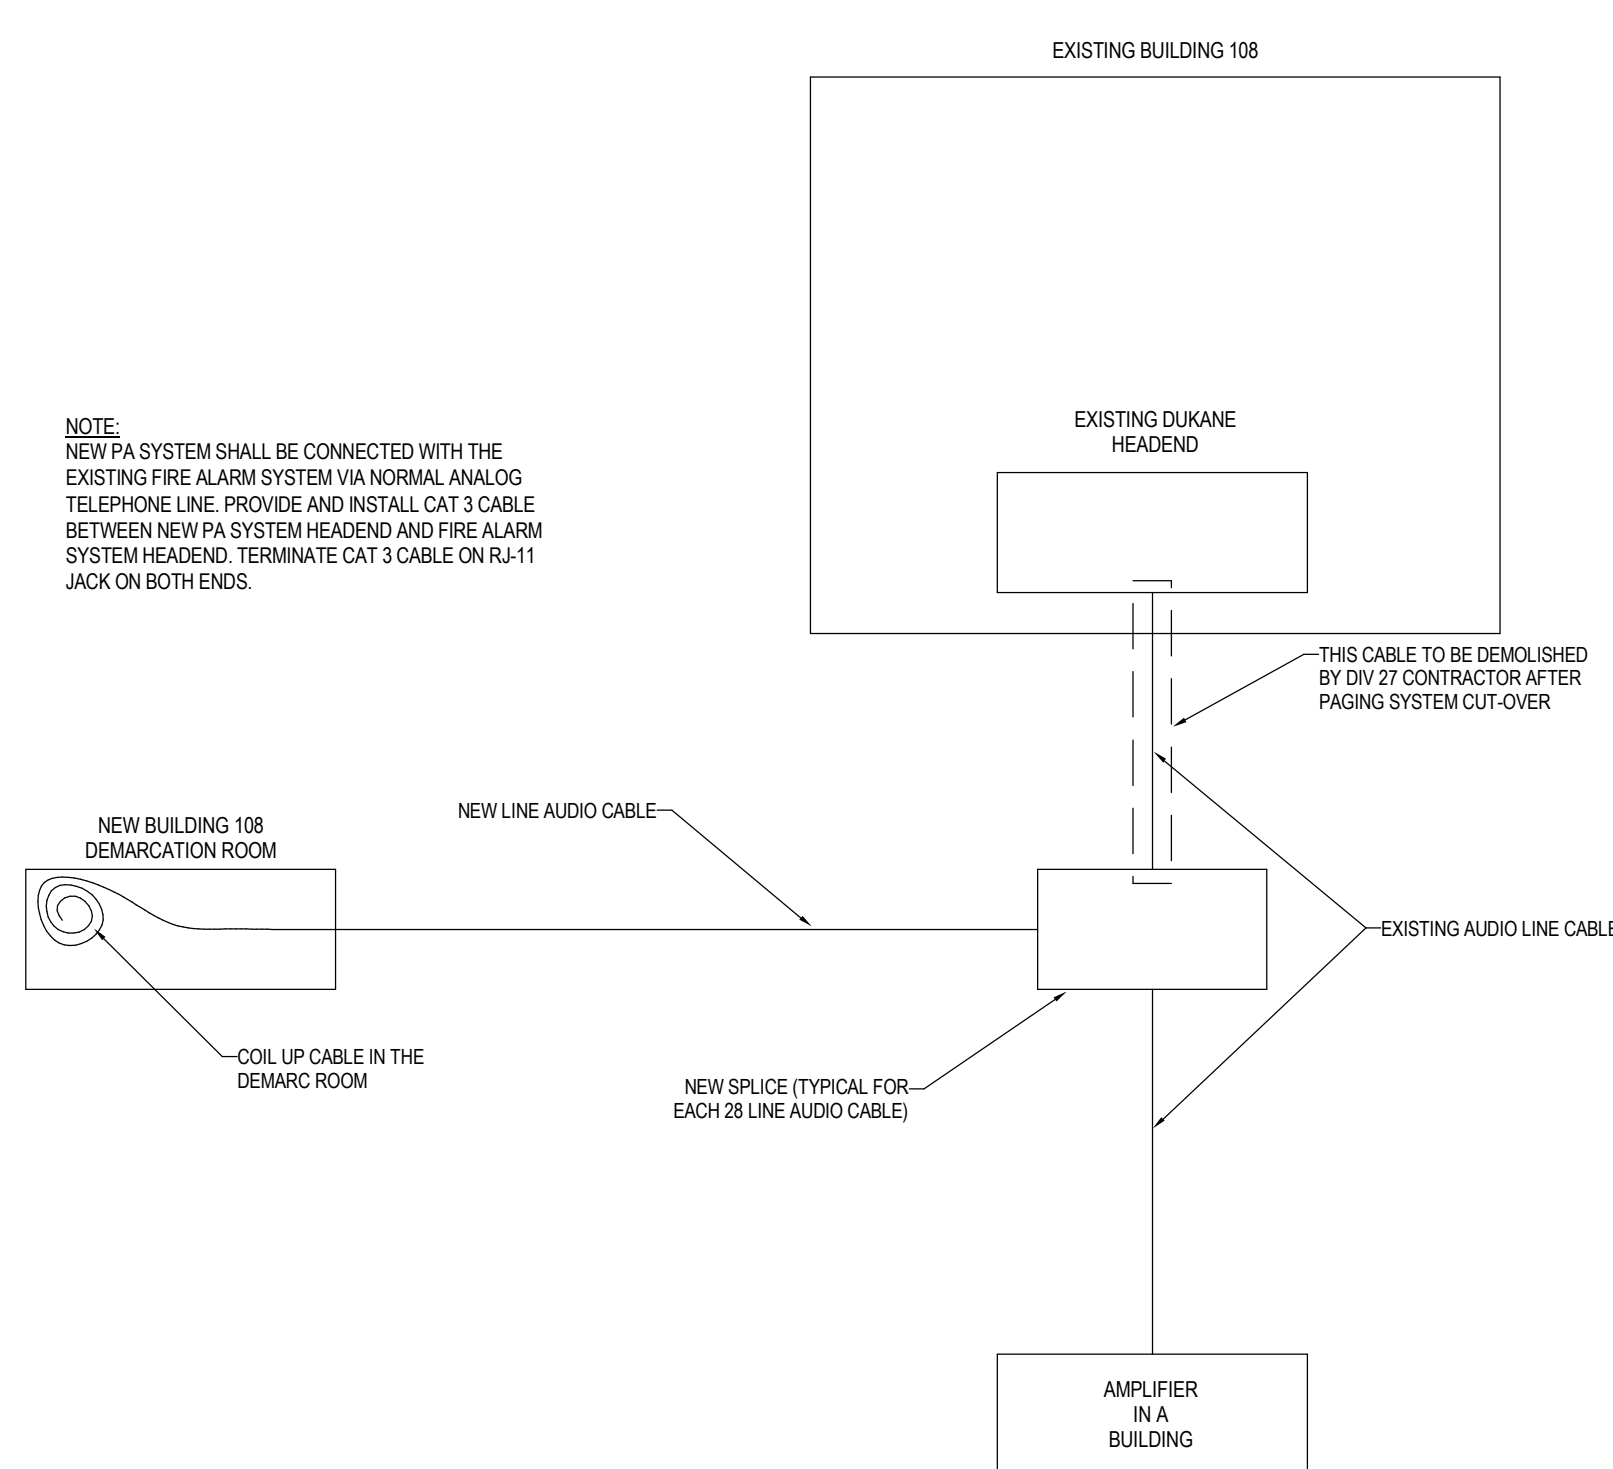 EXISTING BUILDING 108
EXISTING DUKANE
HEADEND
NOTE:
NEW PA SYSTEM SHALL BE CONNECTED WITH THE
EXISTING FIRE ALARM SYSTEM VIA NORMAL ANALOG
TELEPHONE LINE. PROVIDE AND INSTALL CAT 3 CABLE
BETWEEN NEW PA SYSTEM HEADEND AND FIRE ALARM
SYSTEM HEADEND. TERMINATE CAT 3 CABLE ON RJ-11
JACK ON BOTH ENDS.
THIS CABLE TO BE DEMOLISHED
BY DIV 27 CONTRACTOR AFTER
PAGING SYSTEM CUT-OVER
NEW LINE AUDIO CABLE
NEW BUILDING 108
DEMARCATION ROOM
EXISTING AUDIO LINE CABLE
COIL UP CABLE IN THE
DEMARC ROOM
NEW SPLICE (TYPICAL FOR
EACH 28 LINE AUDIO CABLE)
AMPLIFIER
IN A
BUILDING